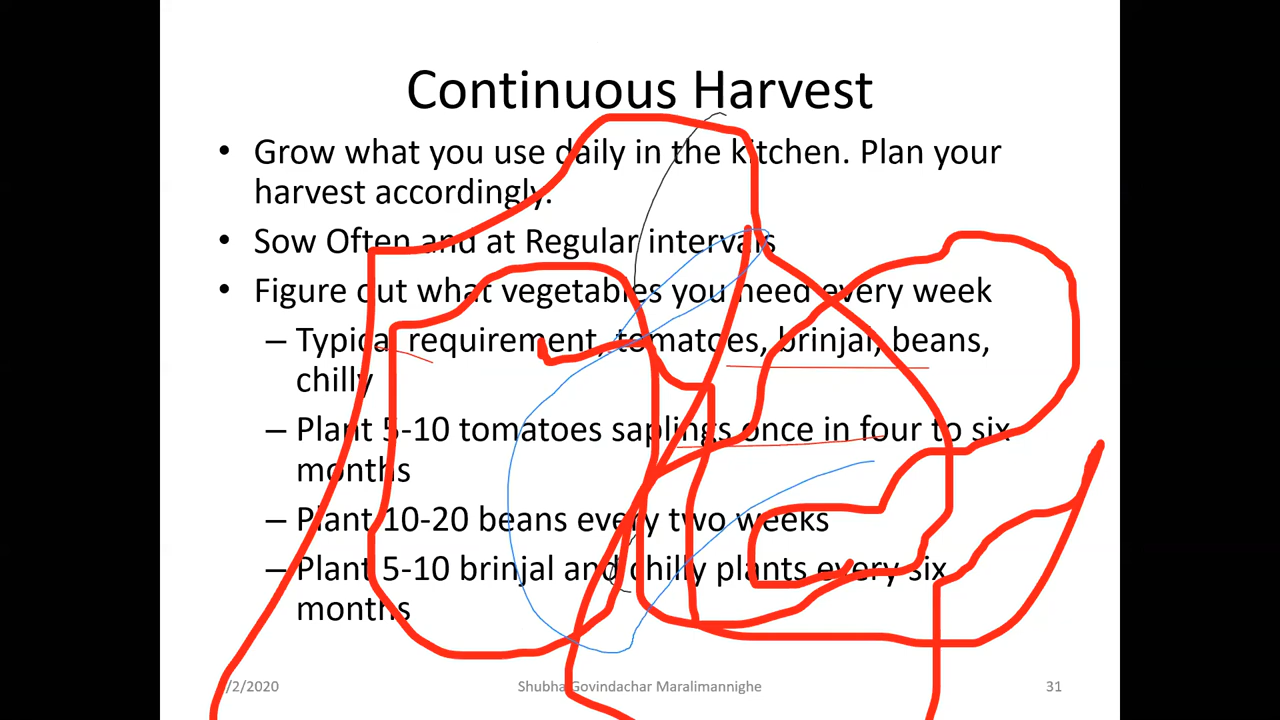 Continuous Harvest
• Grow what you use daily in the kitchen. Plan your
harvest accordingly.
• Sow Often and at Regular intervals
• Figure out what vegetables you need every week
– Typical requirement, tomatoes, brinjal, beans,
chilly
– Plant 5-10 tomatoes saplings once in four to six
months
– Plant 10-20 beans every two weeks
– Plant 5-10 brinjal and chilly plants every six
months
/2/2020 Shubha Govindachar Maralimannighe 31